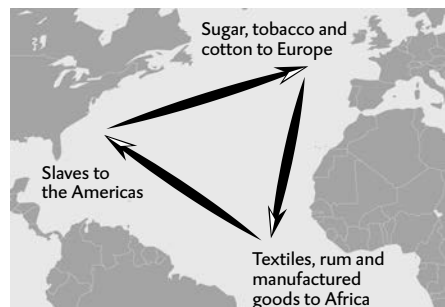 Sugar, tobacco and
cotton to Europe
Slaves to
the Americas
Textiles, rum and
manufactured
goods to Africa